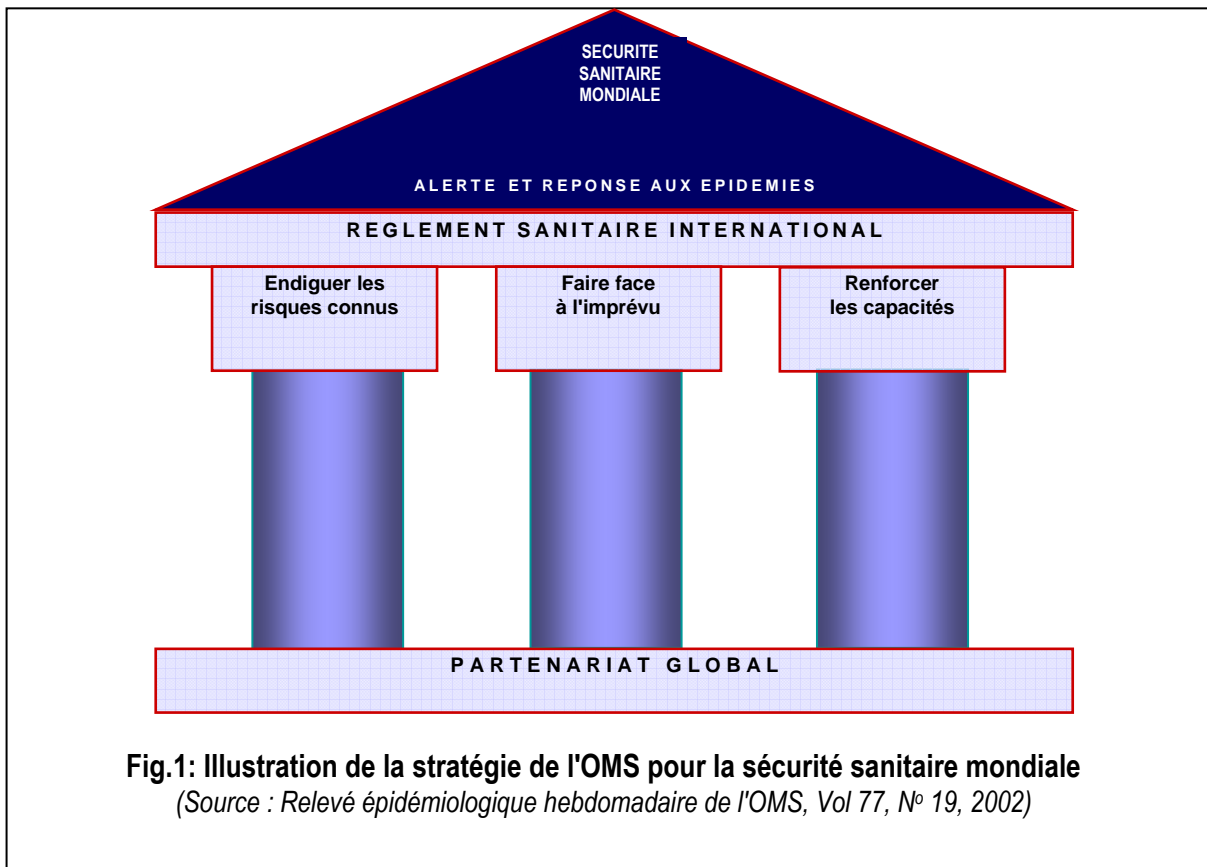 SECURITE
SANITAIRE
MONDIALE
ALERTE ET REPONSE AUX EPIDEMIES
REGLEMENT SANITAIRE INTERNATIONAL
Endiguer les
risques connus
Faire face
à l'imprévu
Renforcer
les capacités
PARTENARIAT GLOBAL
Fig.1: Illustration de la stratégie de l'OMS pour la sécurité sanitaire mondiale
(Source : Relevé épidémiologique hebdomadaire de l'OMS, Vol 77, Nº 19, 2002)